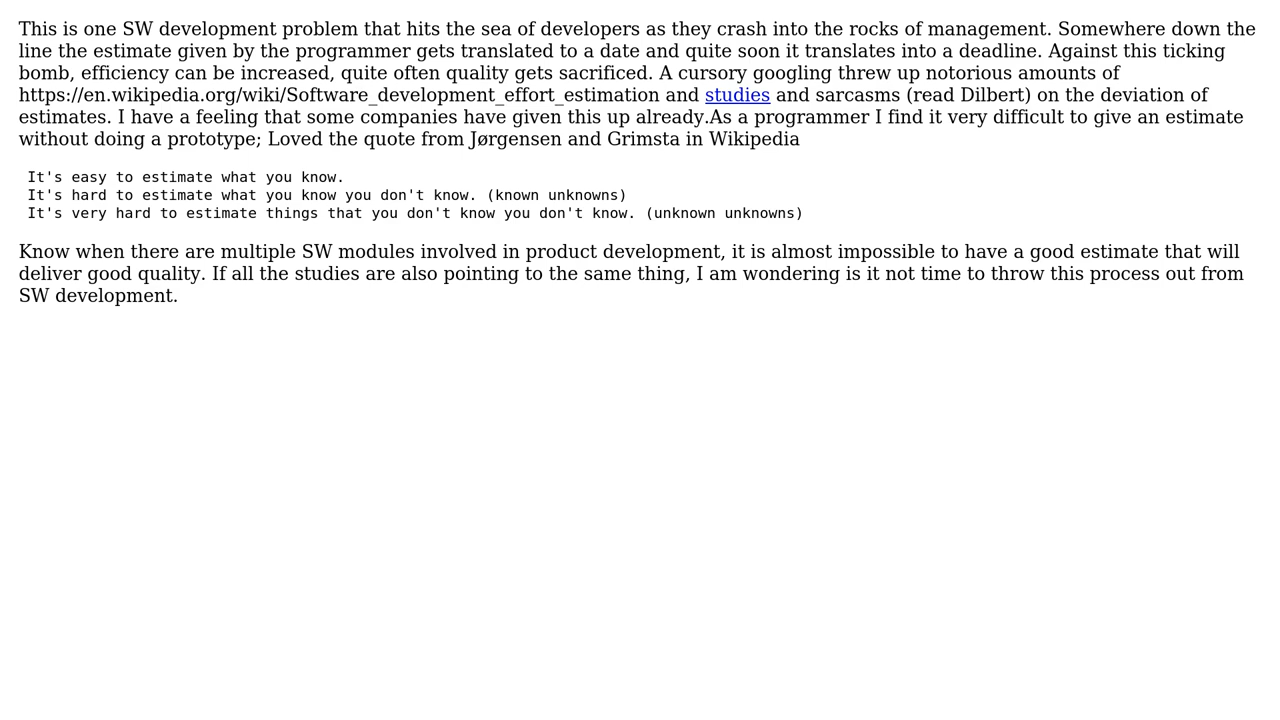 This is one SW development problem that hits the sea of developers as they crash into the rocks of management. Somewhere down the
line the estimate given by the programmer gets translated to a date and quite soon it translates into a deadline. Against this ticking
bomb, efficiency can be increased, quite often quality gets sacrificed. A cursory googling threw up notorious amounts of
https://en.wikipedia.org/wiki/Software_development_effort_estimation and studies and sarcasms (read Dilbert) on the deviation of
estimates. I have a feeling that some companies have given this up already.As a programmer I find it very difficult to give an estimate
without doing a prototype; Loved the quote from Jørgensen and Grimsta in Wikipedia
It's easy to estimate what you know.
It's hard to estimate what you know you don't know. (known unknowns)
It's very hard to estimate things that you don't know you don't know. (unknown unknowns)
Know when there are multiple SW modules involved in product development, it is almost impossible to have a good estimate that will
deliver good quality. If all the studies are also pointing to the same thing, I am wondering is it not time to throw this process out from
SW development.